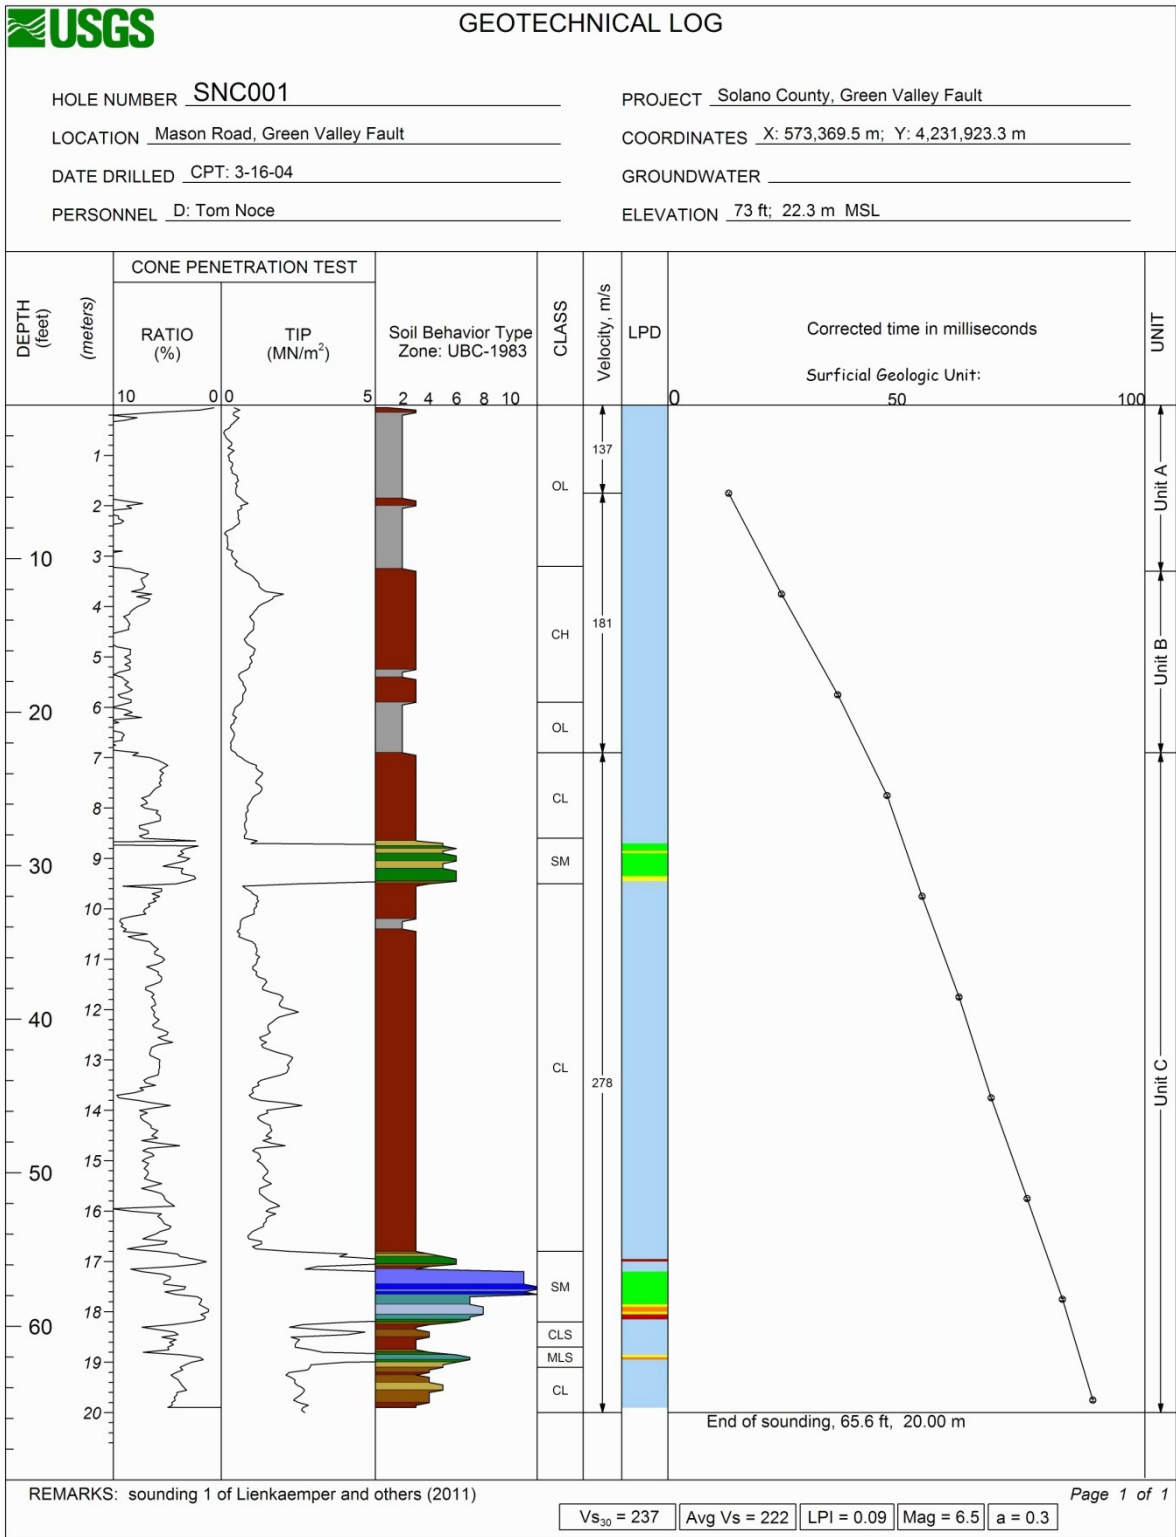 USGS
GEOTECHNICAL LOG
HOLE NUMBER SNC001
PROJECT Solano County, Green Valley Fault
LOCATION Mason Road, Green Valley Fault
COORDINATES X: 573,369.5 m; Y: 4,231,923.3 m
DATE DRILLED CPT: 3-16-04
GROUNDWATER
PERSONNEL D: Tom Noce
ELEVATION 73 ft; 22.3 m MSL
DEPTH
(feet)
(meters)
CONE PENETRATION TEST
RATIO
(%)
TIP
(MN/m²)
Soil Behavior Type
Zone: UBC-1983
CLASS
Velocity, m/s
LPD
Corrected time in milliseconds
Surficial Geologic Unit:
UNIT
10 0 0 5 2 4 6 8 10 0 50 100
1
2
3
4
5
6
7
8
9
10
11
12
13
14
15
16
17
18
19
20
10
20
30
40
50
60
OL
CH
OL
CL
SM
CL
SM
CLS
MLS
CL
137
181
278
Unit A
Unit B
Unit C
End of sounding, 65.6 ft, 20.00 m
REMARKS: sounding 1 of Lienkaemper and others (2011)
Page 1 of 1
Vs₃₀ = 237 Avg Vs = 222 LPI = 0.09 Mag = 6.5 a = 0.3